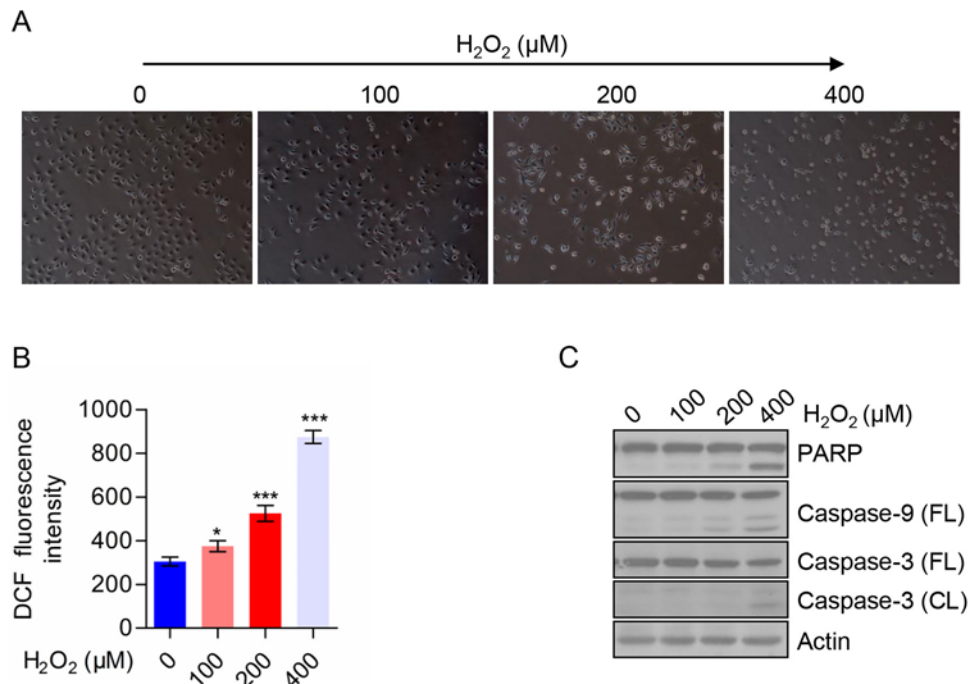 A
H₂O₂ (µM)
0 100 200 400
B
DCF fluorescence
intensity
1000
800
600
400
200
0
*
***
***
H₂O₂ (µM) 0 100 200 400
C
0 100 200 400 H₂O₂ (µM)
PARP
Caspase-9 (FL)
Caspase-3 (FL)
Caspase-3 (CL)
Actin